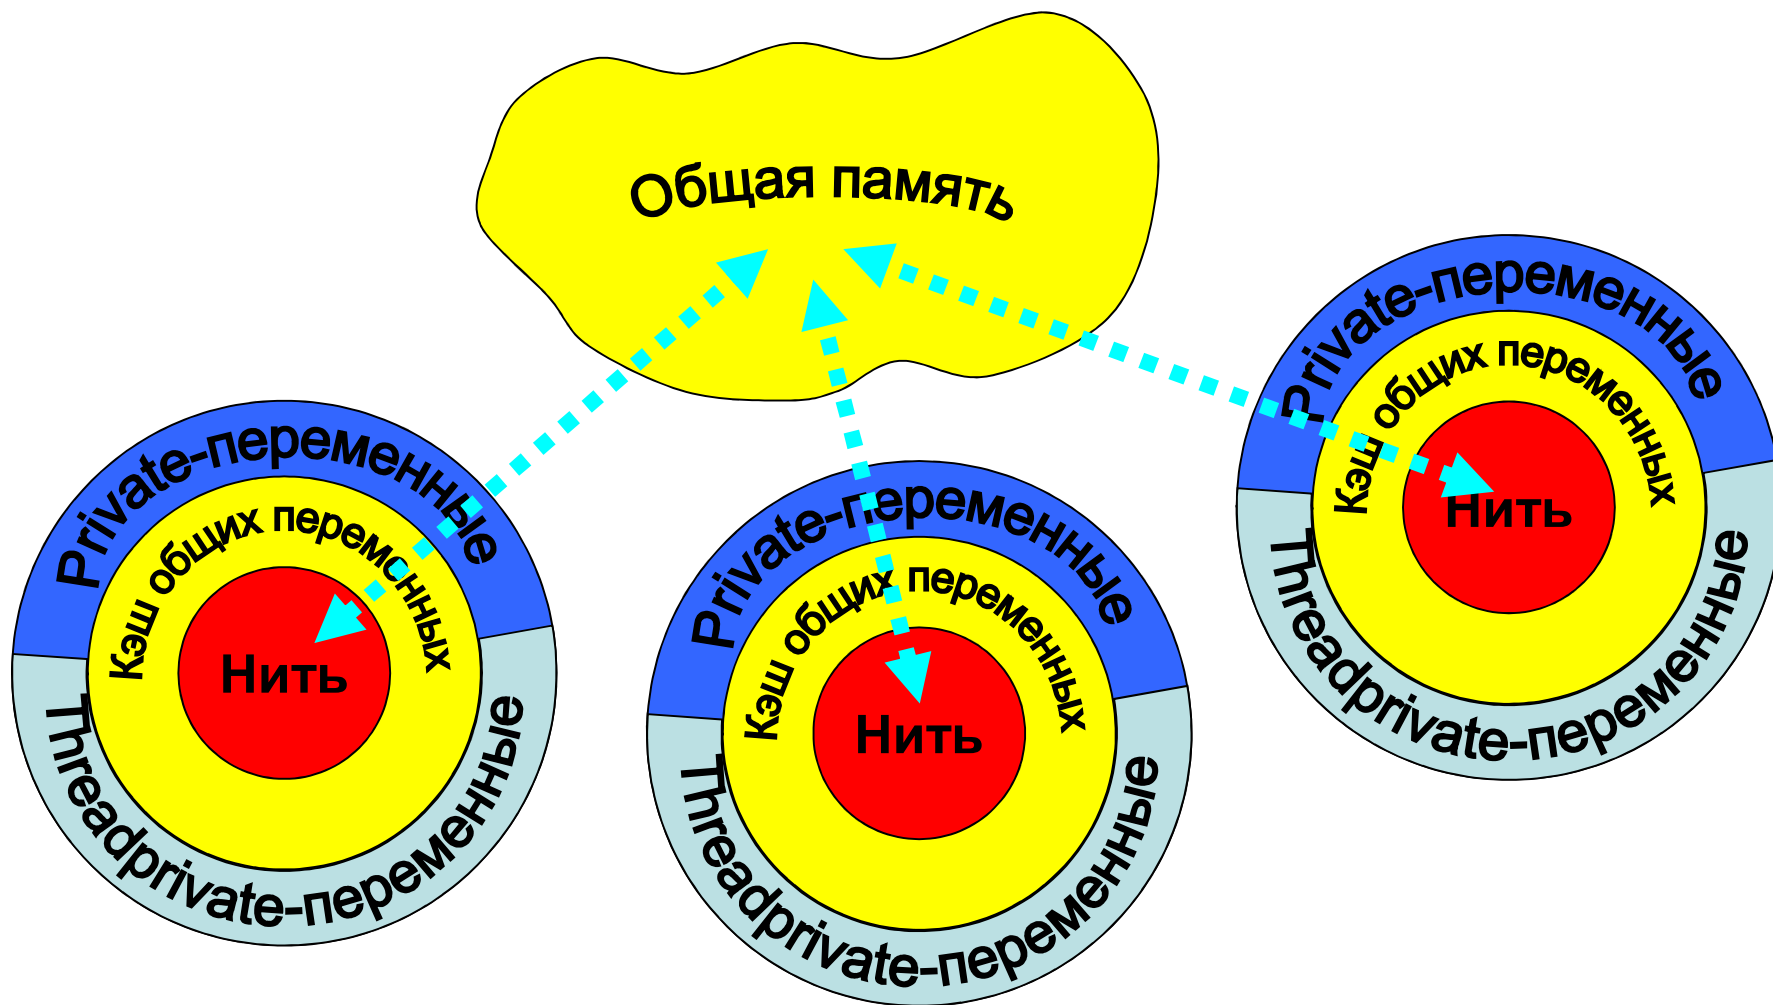 Общая память
Private-переменные
Кэш общих переменных
Нить
Threadprivate-переменные
Private-переменные
Кэш общих переменных
Нить
Threadprivate-переменные
Private-переменные
Кэш общих переменных
Нить
Threadprivate-переменные